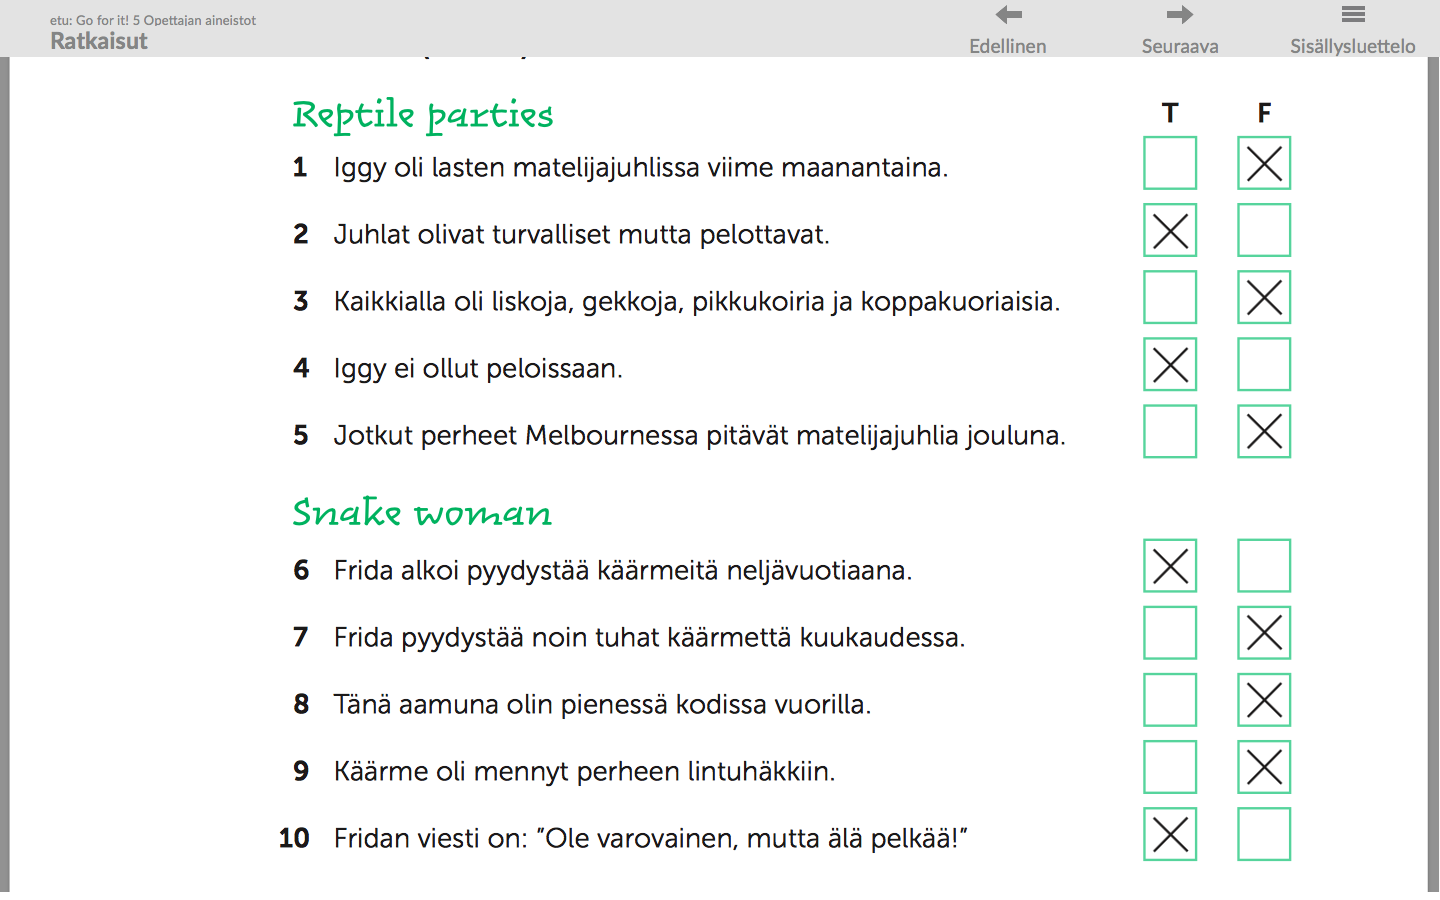 etu: Go for it! 5 Opettajan aineistot
Ratkaisut
Edellinen
Seuraava
Sisällysluettelo
Reptile parties
T F
1 Iggy oli lasten matelijajuhlissa viime maanantaina.
2 Juhlat olivat turvalliset mutta pelottavat.
3 Kaikkialla oli liskoja, gekkoja, pikkukoiria ja koppakuoriaisia.
4 Iggy ei ollut peloissaan.
5 Jotkut perheet Melbournessa pitävät matelijajuhlia jouluna.
Snake woman
6 Frida alkoi pyydystää käärmeitä neljävuotiaana.
7 Frida pyydystää noin tuhat käärmettä kuukaudessa.
8 Tänä aamuna olin pienessä kodissa vuorilla.
9 Käärme oli mennyt perheen lintuhäkkiin.
10 Fridan viesti on: ”Ole varovainen, mutta älä pelkää!”